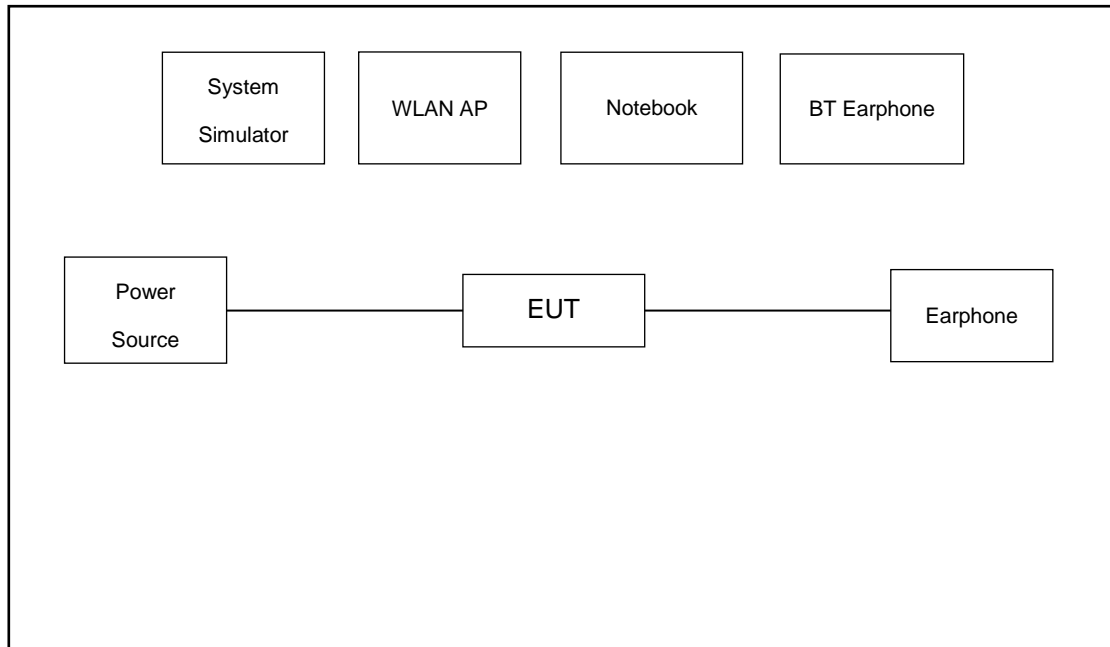 System
Simulator
WLAN AP
Notebook
BT Earphone
Power
Source
EUT
Earphone